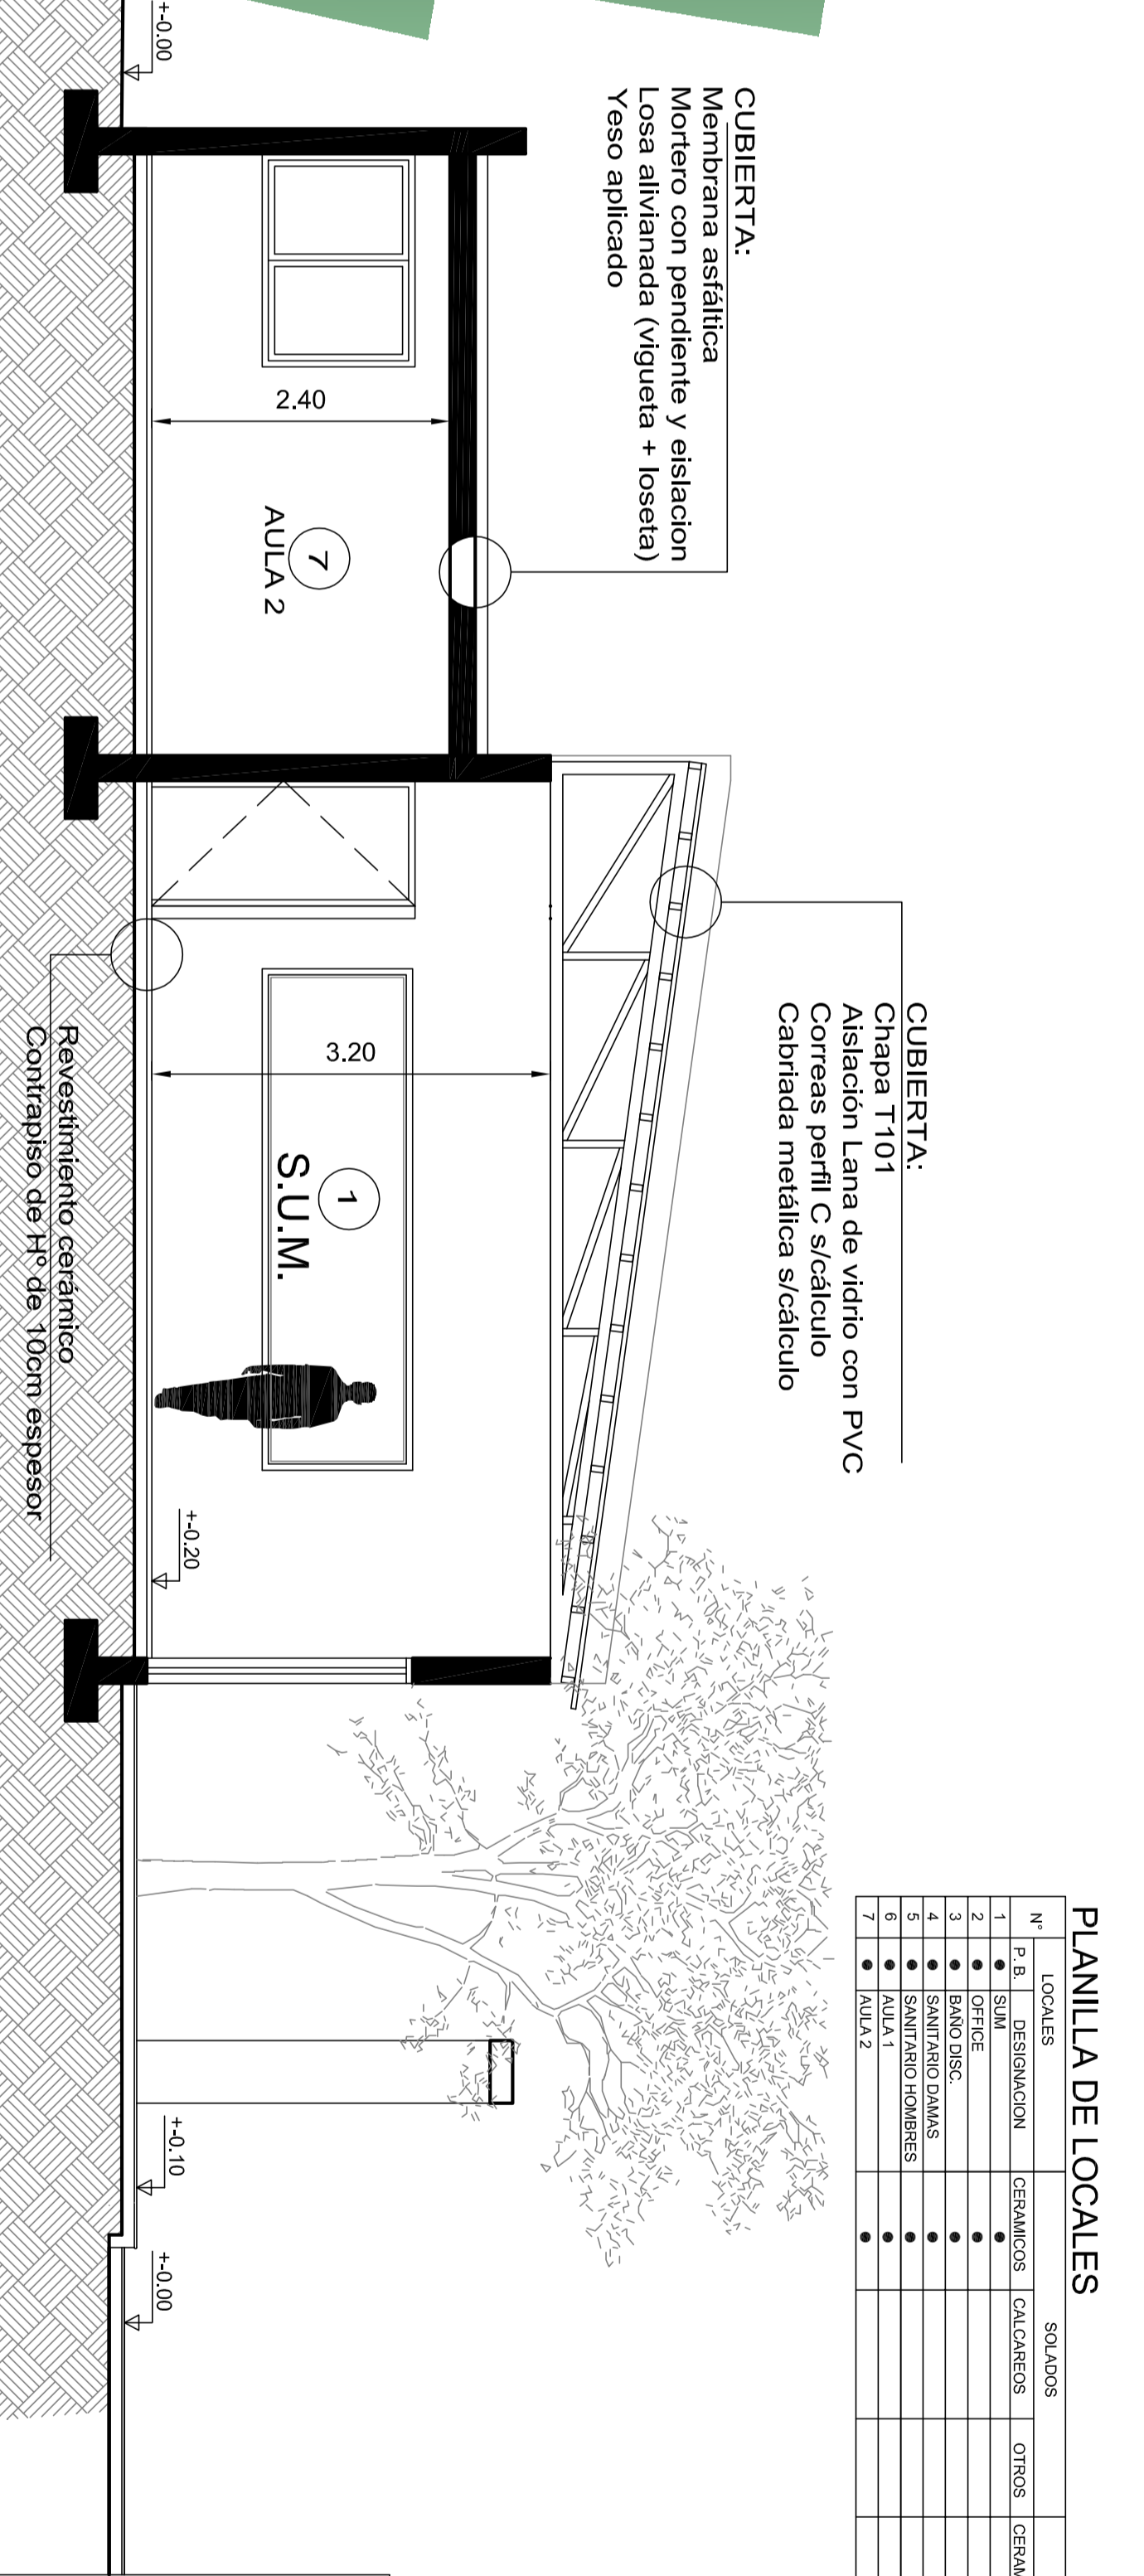 PLANILLA DE LOCALES
N°
LOCALES
SOLADOS
P. B.
DESIGNACION
CERAMICOS
CALCAREOS
OTROS
1
SUM
2
OFFICE
3
BAÑO DISC.
4
SANITARIO DAMAS
5
SANITARIO HOMBRES
6
AULA 1
7
AULA 2
CUBIERTA:
Chapa T101
Aislación Lana de vidrio con PVC
Correas perfil C s/cálculo
Cabriada metálica s/cálculo
CUBIERTA:
Membrana asfáltica
Mortero con pendiente y eislacion
Losa alivianada (vigueta + loseta)
Yeso aplicado
2.40
7
AULA 2
3.20
1
S.U.M.
+-0.00
+-0.20
+-0.10
+-0.00
Revestimiento cerámico
Contrapiso de Hº de 10cm espesor